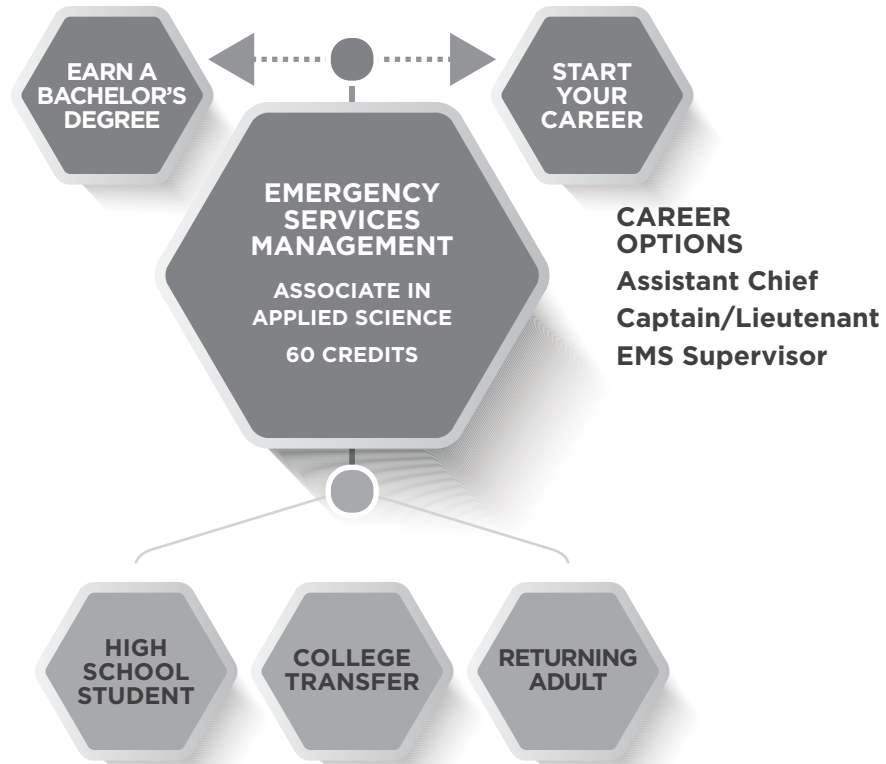 EARN A
BACHELOR'S
DEGREE
START
YOUR
CAREER
EMERGENCY
SERVICES
MANAGEMENT
ASSOCIATE IN
APPLIED SCIENCE
60 CREDITS
CAREER
OPTIONS
Assistant Chief
Captain/Lieutenant
EMS Supervisor
HIGH
SCHOOL
STUDENT
COLLEGE
TRANSFER
RETURNING
ADULT